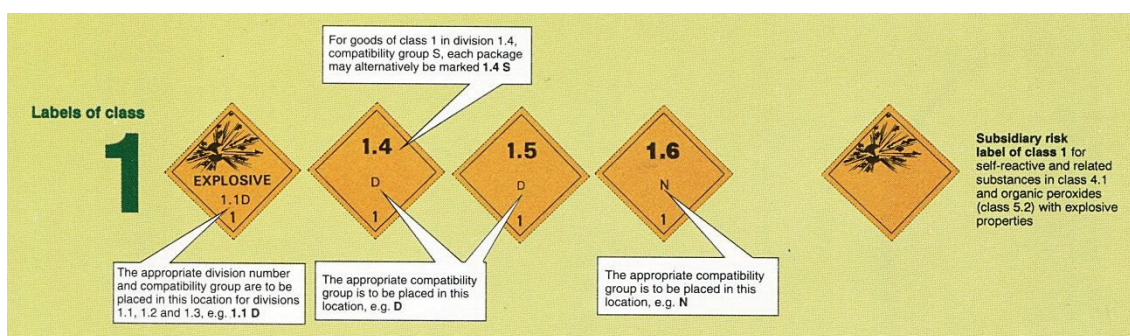 For goods of class 1 in division 1.4,
compatibility group S, each package
may alternatively be marked 1.4 S
Labels of class
1
EXPLOSIVE
1.1D
1
1.4
D
1
1.5
D
1
1.6
N
1
Subsidiary risk
label of class 1 for
self-reactive and related
substances in class 4.1
and organic peroxides
(class 5.2) with explosive
properties
The appropriate division number
and compatibility group are to be
placed in this location for divisions
1.1, 1.2 and 1.3, e.g. 1.1 D
The appropriate compatibility
group is to be placed in this
location, e.g. D
The appropriate compatibility
group is to be placed in this
location, e.g. N